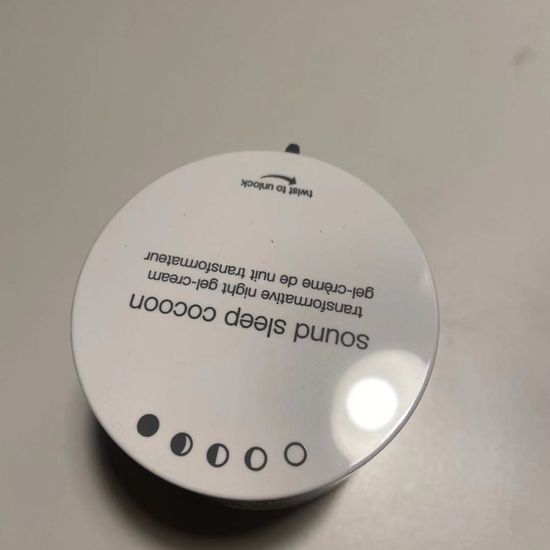 sound sleep cocoon
transformative night gel-cream
gel-crème de nuit transformateur
twist to unlock